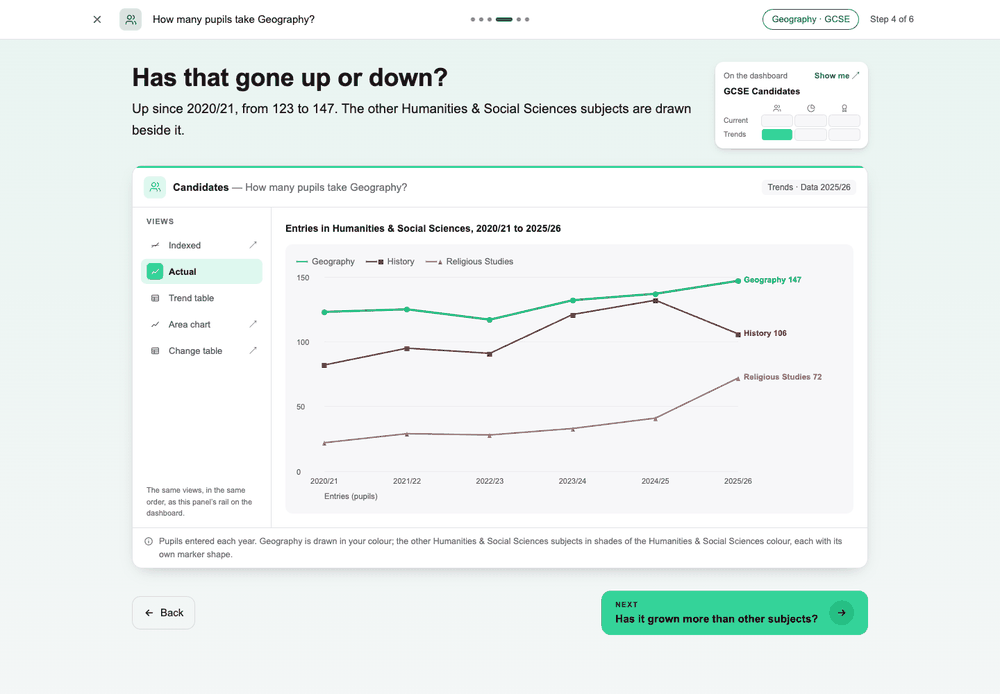 How many pupils take Geography?
Geography · GCSE
Step 4 of 6
Has that gone up or down?
Up since 2020/21, from 123 to 147. The other Humanities & Social Sciences subjects are drawn
beside it.
On the dashboard
Show me
GCSE Candidates
Current
Trends
Candidates — How many pupils take Geography?
Trends · Data 2025/26
VIEWS
Indexed
Actual
Trend table
Area chart
Change table
The same views, in the same
order, as this panel's rail on the
dashboard.
Entries in Humanities & Social Sciences, 2020/21 to 2025/26
Geography
History
Religious Studies
150
100
50
0
Geography 147
History 106
Religious Studies 72
2020/21
2021/22
2022/23
2023/24
2024/25
2025/26
Entries (pupils)
Pupils entered each year. Geography is drawn in your colour; the other Humanities & Social Sciences subjects in shades of the Humanities & Social Sciences colour, each with its
own marker shape.
Back
NEXT
Has it grown more than other subjects?